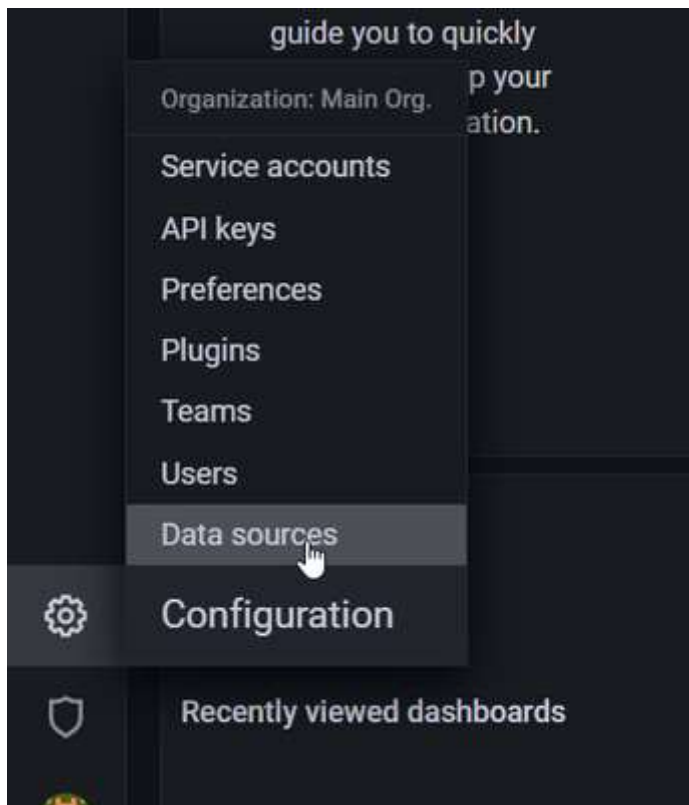 guide you to quickly
p your
ation.
Organization: Main Org.
Service accounts
API keys
Preferences
Plugins
Teams
Users
Data sources
Configuration
Recently viewed dashboards